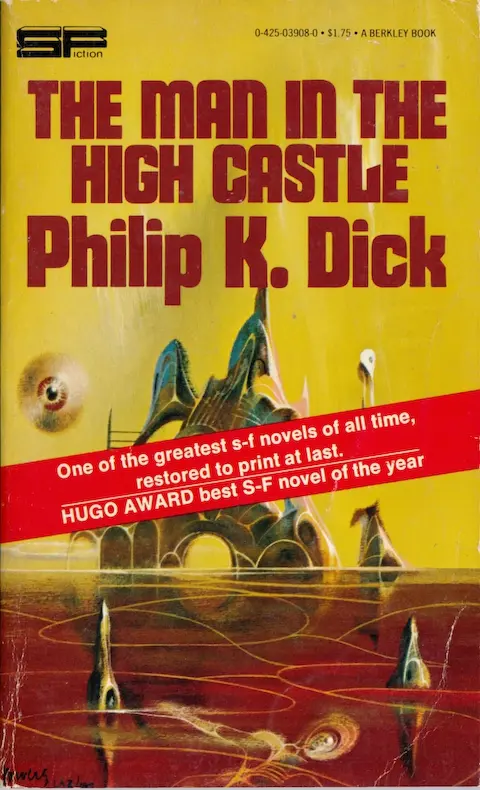 SF
iction
0-425-03908-0 • $1.75 • A BERKLEY BOOK
THE MAN IN THE
HIGH CASTLE
Philip K. Dick
One of the greatest s-f novels of all time,
restored to print at last.
HUGO AWARD best S-F novel of the year